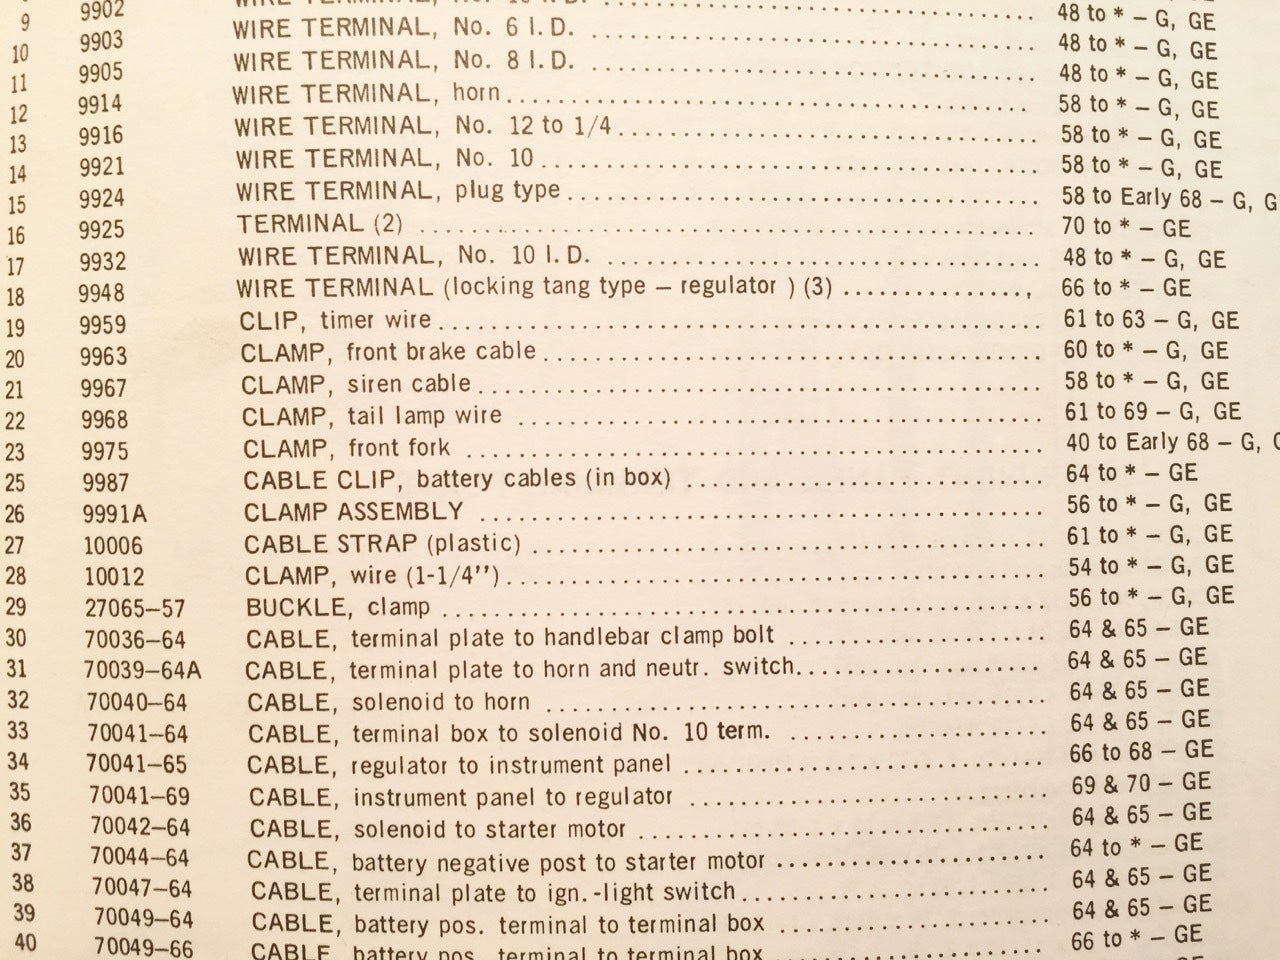 9 9902 WIRE TERMINAL, No. I.D. .......... 48 to * – G, GE
10 9903 WIRE TERMINAL, No. 6 I.D. .......... 48 to * – G, GE
11 9905 WIRE TERMINAL, No. 8 I.D. .......... 48 to * – G, GE
12 9914 WIRE TERMINAL, horn .......... 58 to * – G, GE
13 9916 WIRE TERMINAL, No. 12 to 1/4 .......... 58 to * – G, GE
14 9921 WIRE TERMINAL, No. 10 .......... 58 to * – G, GE
15 9924 WIRE TERMINAL, plug type .......... 58 to Early 68 – G,
16 9925 TERMINAL (2) .......... 70 to * – GE
17 9932 WIRE TERMINAL, No. 10 I.D. .......... 48 to * – G, GE
18 9948 WIRE TERMINAL (locking tang type – regulator ) (3) .........., 66 to * – GE
19 9959 CLIP, timer wire .......... 61 to 63 – G, GE
20 9963 CLAMP, front brake cable .......... 60 to * – G, GE
21 9967 CLAMP, siren cable .......... 58 to * – G, GE
22 9968 CLAMP, tail lamp wire .......... 61 to 69 – G, GE
23 9975 CLAMP, front fork .......... 40 to Early 68 – G,
25 9987 CABLE CLIP, battery cables (in box) .......... 64 to * – GE
26 9991A CLAMP ASSEMBLY .......... 56 to * – G, GE
27 10006 CABLE STRAP (plastic) .......... 61 to * – G, GE
28 10012 CLAMP, wire (1-1/4'') .......... 54 to * – G, GE
29 27065–57 BUCKLE, clamp .......... 56 to * – G, GE
30 70036–64 CABLE, terminal plate to handlebar clamp bolt .......... 64 & 65 – GE
31 70039–64A CABLE, terminal plate to horn and neutr. switch .......... 64 & 65 – GE
32 70040–64 CABLE, solenoid to horn .......... 64 & 65 – GE
33 70041–64 CABLE, terminal box to solenoid No. 10 term. .......... 64 & 65 – GE
34 70041–65 CABLE, regulator to instrument panel .......... 66 to 68 – GE
35 70041–69 CABLE, instrument panel to regulator .......... 69 & 70 – GE
36 70042–64 CABLE, solenoid to starter motor .......... 64 & 65 – GE
37 70044–64 CABLE, battery negative post to starter motor .......... 64 to * – GE
38 70047–64 CABLE, terminal plate to ign.-light switch .......... 64 & 65 – GE
39 70049–64 CABLE, battery pos. terminal to terminal box .......... 64 & 65 – GE
40 70049–66 CABLE, battery pos. terminal to terminal box .......... 66 to * – GE